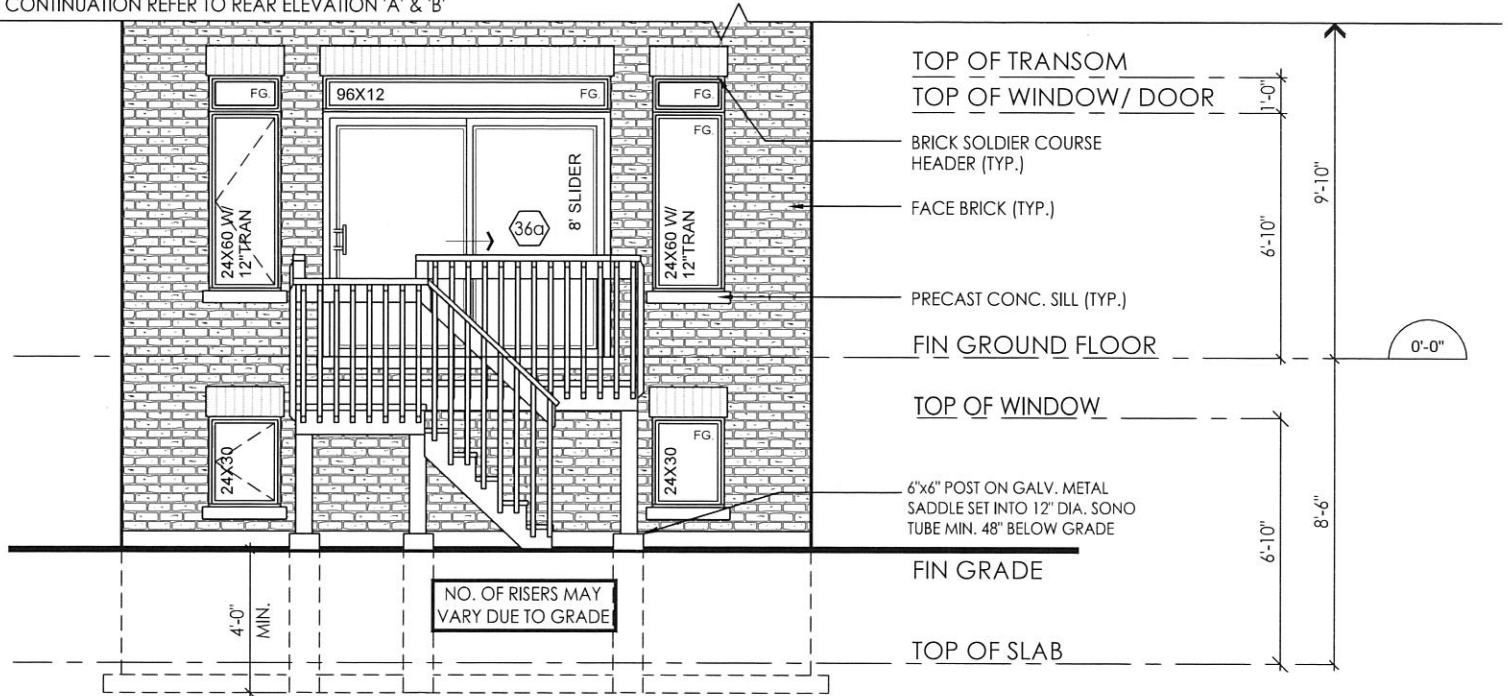 CONTINUATION REFER TO REAR ELEVATION 'A' & 'B'
TOP OF TRANSOM
TOP OF WINDOW/ DOOR
1'-0"
FG.
96X12
FG.
FG.
FG.
BRICK SOLDIER COURSE
HEADER (TYP.)
FACE BRICK (TYP.)
9'-10"
6'-10"
24X60 W/
12"TRAN
8' SLIDER
36a
24X60 W/
12"TRAN
PRECAST CONC. SILL (TYP.)
FIN GROUND FLOOR
0'-0"
TOP OF WINDOW
FG.
24X30
24X30
6"x6" POST ON GALV. METAL
SADDLE SET INTO 12" DIA. SONO
TUBE MIN. 48" BELOW GRADE
6'-10"
8'-6"
FIN GRADE
NO. OF RISERS MAY
VARY DUE TO GRADE
4'-0"
MIN.
TOP OF SLAB